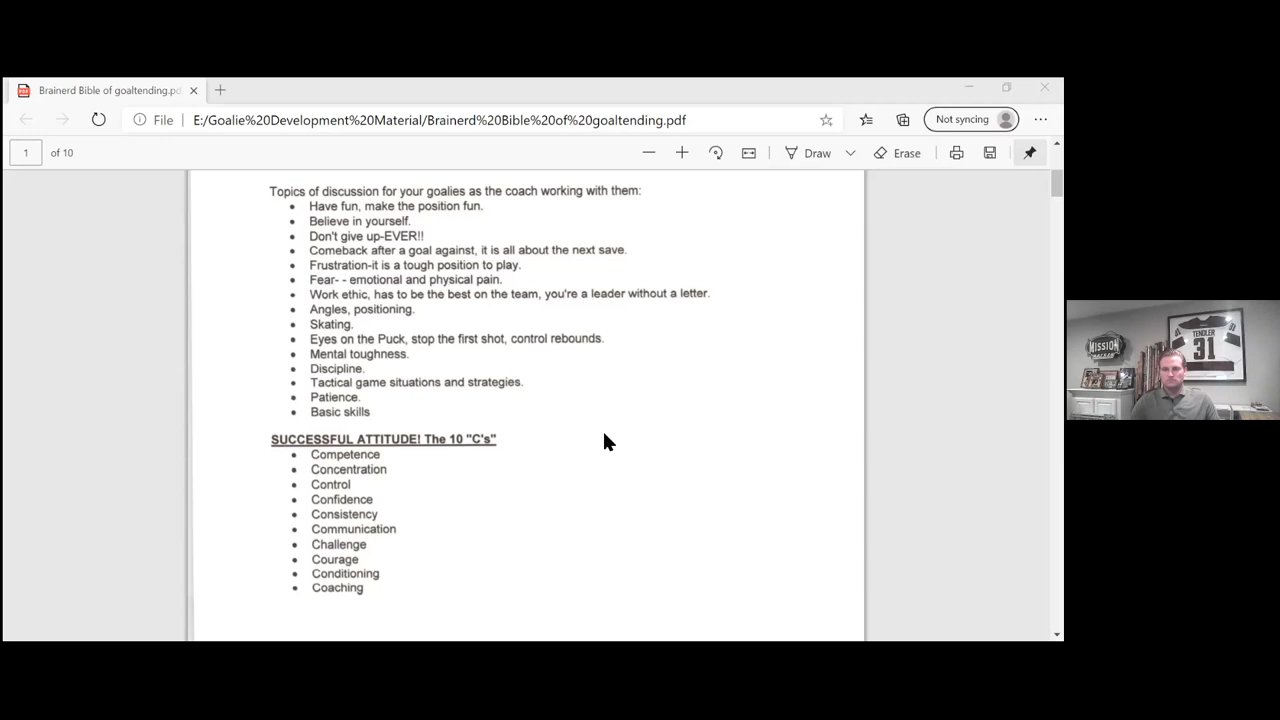 Brainerd Bible of goaltending.pd
File
E:/Goalie%20Development%20Material/Brainerd%20Bible%20of%20goaltending.pdf
Not syncing
1 of 10
Draw
Erase
Topics of discussion for your goalies as the coach working with them:
• Have fun, make the position fun.
• Believe in yourself.
• Don't give up-EVER!!
• Comeback after a goal against, it is all about the next save.
• Frustration-it is a tough position to play.
• Fear- - emotional and physical pain.
• Work ethic, has to be the best on the team, you're a leader without a letter.
• Angles, positioning.
• Skating.
• Eyes on the Puck, stop the first shot, control rebounds.
• Mental toughness.
• Discipline.
• Tactical game situations and strategies.
• Patience.
• Basic skills
SUCCESSFUL ATTITUDE! The 10 "C's"
• Competence
• Concentration
• Control
• Confidence
• Consistency
• Communication
• Challenge
• Courage
• Conditioning
• Coaching
MISSION
TENDLER
31